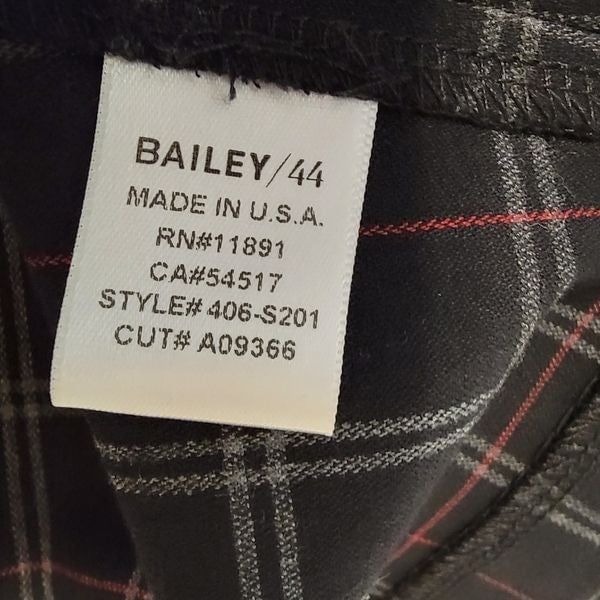 BAILEY/44
MADE IN U.S.A.
RN#11891
CA#54517
STYLE# 406-S201
CUT# A09366